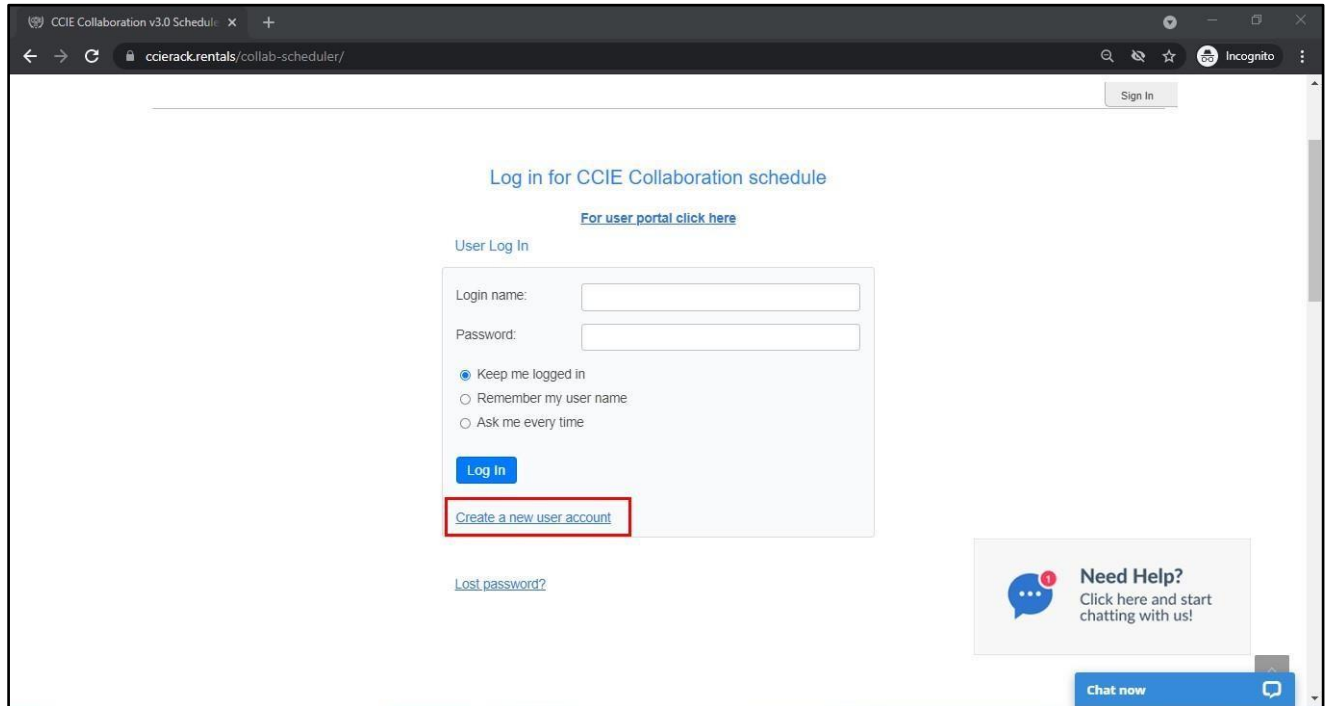 CCIE Collaboration v3.0 Schedule
ccierack.rentals/collab-scheduler/
Incognito
Sign In
Log in for CCIE Collaboration schedule
For user portal click here
User Log In
Login name:
Password:
Keep me logged in
Remember my user name
Ask me every time
Log In
Create a new user account
Lost password?
1
Need Help?
Click here and start
chatting with us!
Chat now